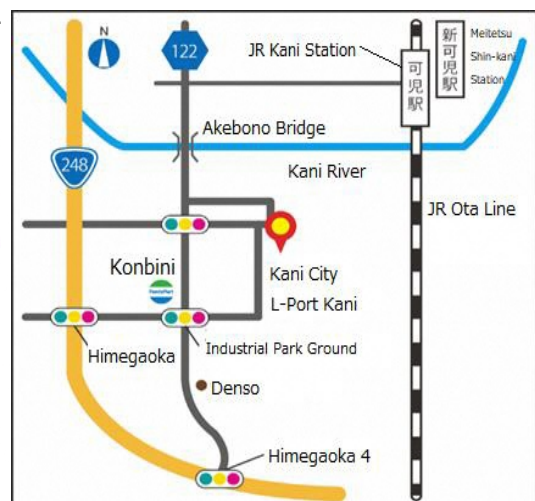 N
122
JR Kani Station
可児駅
新可児駅
Meitetsu
Shin-kani
Station
Akebono Bridge
248
Kani River
JR Ota Line
Konbini
FamilyMart
Kani City
L-Port Kani
Himegaoka
Industrial Park Ground
Denso
Himegaoka 4